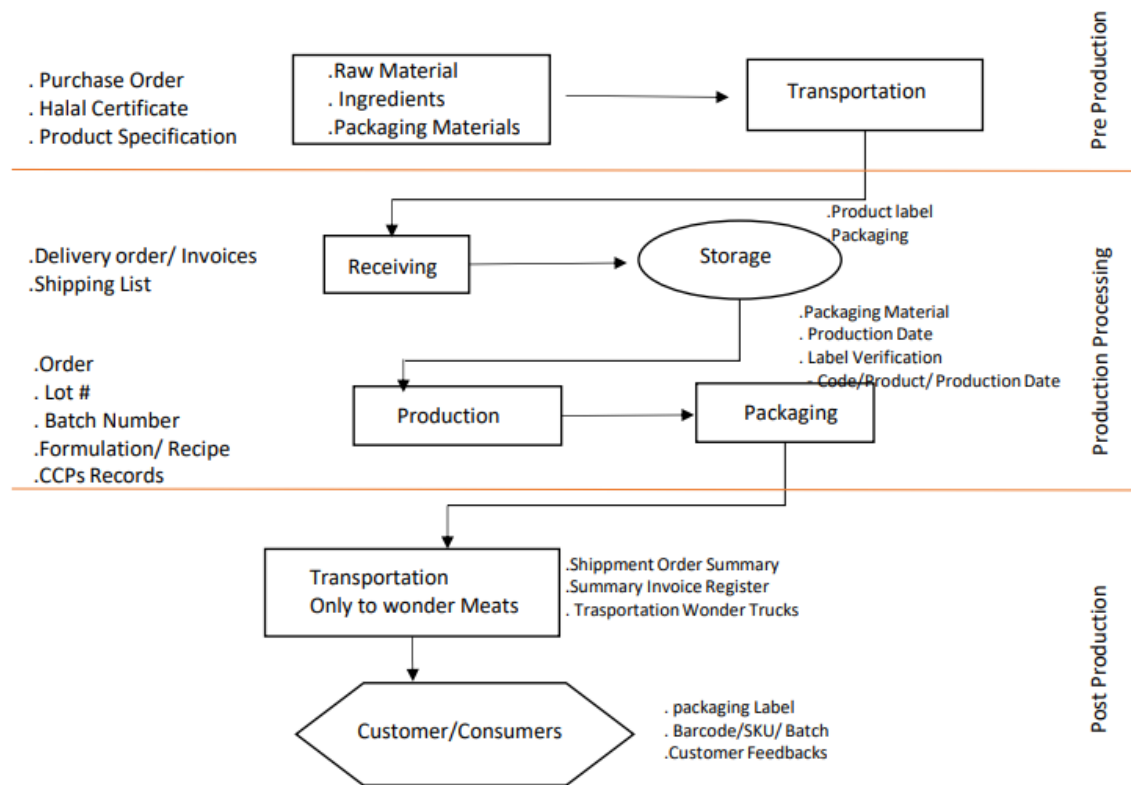 . Purchase Order
. Halal Certificate
. Product Specification
.Raw Material
. Ingredients
.Packaging Materials
Transportation
Pre Production
.Delivery order/ Invoices
.Shipping List
Receiving
Storage
.Product label
.Packaging
.Order
. Lot #
. Batch Number
.Formulation/ Recipe
.CCPs Records
Production
.Packaging Material
. Production Date
. Label Verification
- Code/Product/ Production Date
Packaging
Production Processing
Transportation
Only to wonder Meats
.Shippment Order Summary
.Summary Invoice Register
. Trasportation Wonder Trucks
Customer/Consumers
. packaging Label
. Barcode/SKU/ Batch
.Customer Feedbacks
Post Production